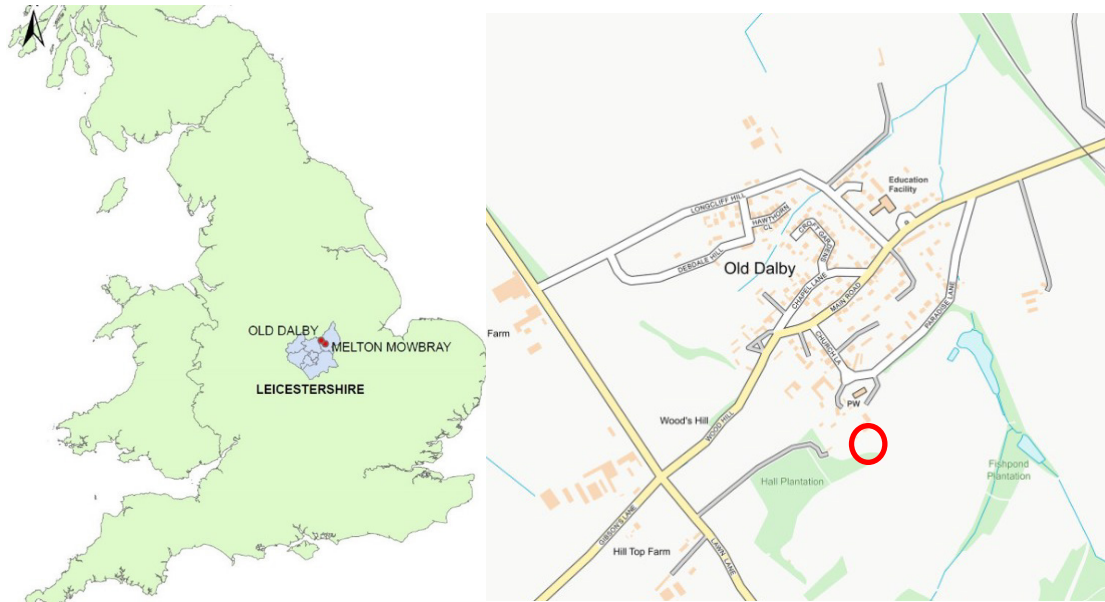 OLD DALBY
MELTON MOWBRAY
LEICESTERSHIRE
Education
Facility
LONGCLIFF HILL
HAWTHORN
CL
CROFT GAR
DENS
DEBDALE HILL
Old Dalby
CHAPEL LANE
MAIN ROAD
PARADISE LANE
Farm
CHURCH LA
PW
Wood's Hill
WOOD HILL
Hall Plantation
Fishpond
Plantation
GIBSON'S LANE
LAWN LANE
Hill Top Farm